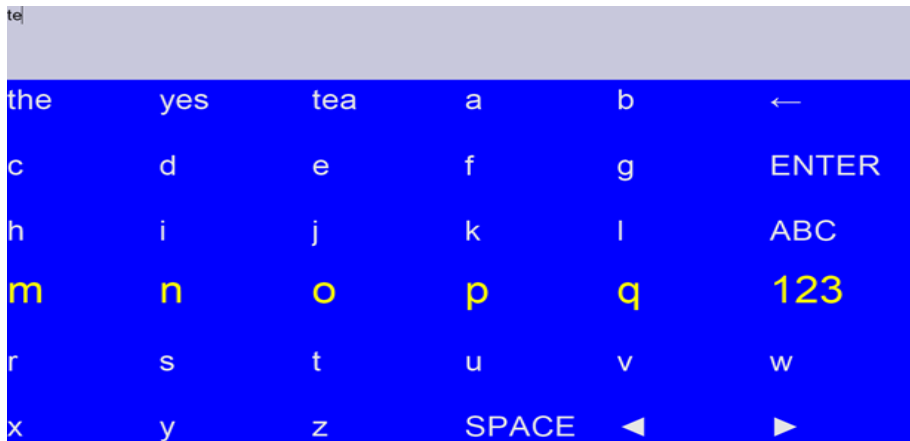 te
the yes tea a b ←
c d e f g ENTER
h i j k l ABC
m n o p q 123
r s t u v w
x y z SPACE ◄ ►